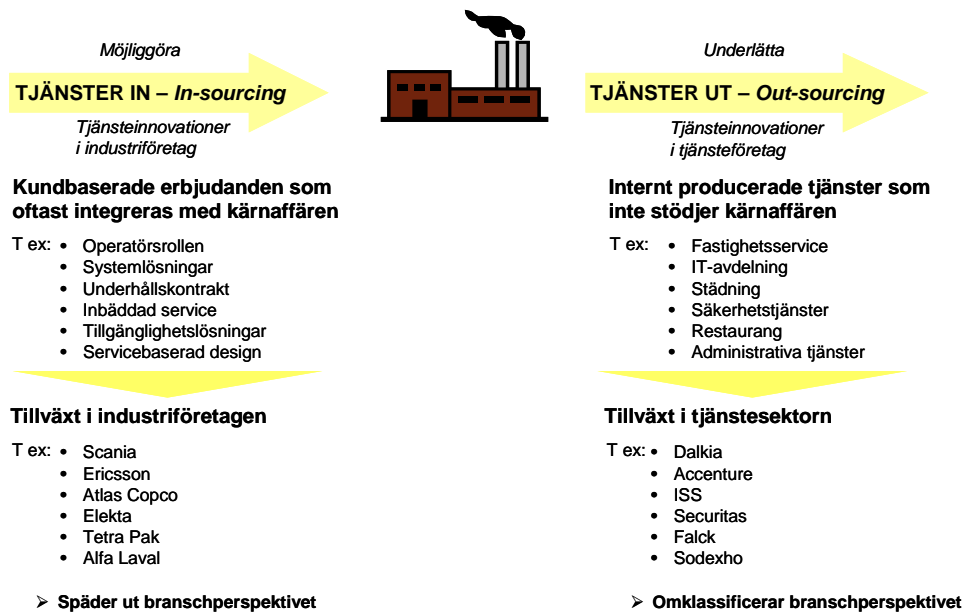 Möjliggöra
TJÄNSTER IN – In-sourcing
Tjänsteinnovationer
i industriföretag
Kundbaserade erbjudanden som
oftast integreras med kärnaffären
T ex: • Operatörsrollen
• Systemlösningar
• Underhållskontrakt
• Inbäddad service
• Tillgänglighetslösningar
• Servicebaserad design
Tillväxt i industriföretagen
T ex: • Scania
• Ericsson
• Atlas Copco
• Elekta
• Tetra Pak
• Alfa Laval
➢ Späder ut branschperspektivet
Underlätta
TJÄNSTER UT – Out-sourcing
Tjänsteinnovationer
i tjänsteföretag
Internt producerade tjänster som
inte stödjer kärnaffären
T ex: • Fastighetsservice
• IT-avdelning
• Städning
• Säkerhetstjänster
• Restaurang
• Administrativa tjänster
Tillväxt i tjänstesektorn
T ex: • Dalkia
• Accenture
• ISS
• Securitas
• Falck
• Sodexho
➢ Omklassificerar branschperspektivet